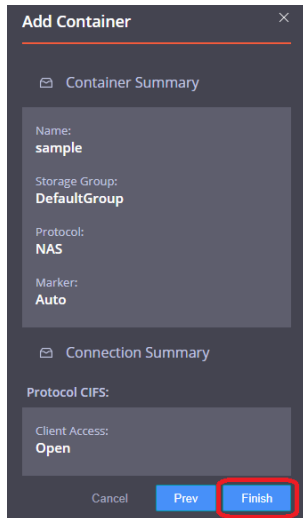 Add Container
Container Summary
Name:
sample
Storage Group:
DefaultGroup
Protocol:
NAS
Marker:
Auto
Connection Summary
Protocol CIFS:
Client Access:
Open
Cancel Prev Finish